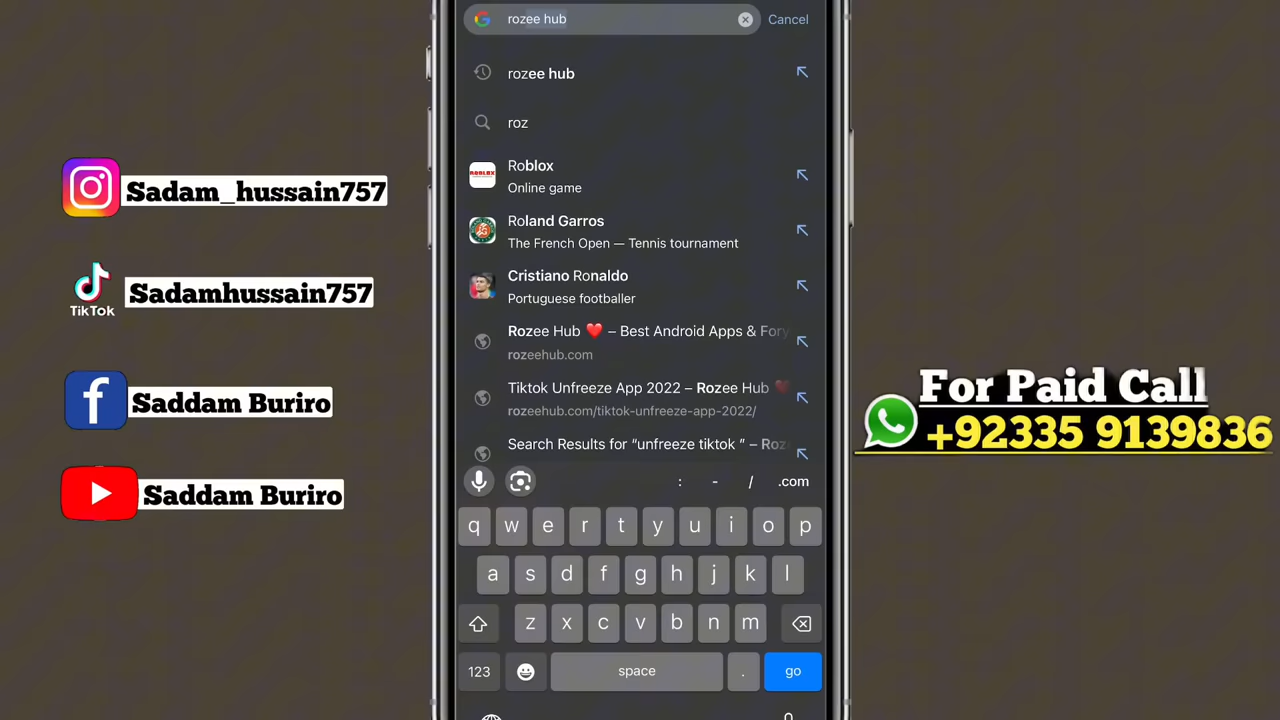 rozee hub
Cancel
rozee hub
roz
Roblox
Online game
Roland Garros
The French Open — Tennis tournament
Cristiano Ronaldo
Portuguese footballer
Rozee Hub ❤️ – Best Android Apps & Fory
rozeehub.com
Tiktok Unfreeze App 2022 – Rozee Hub ❤️
rozeehub.com/tiktok-unfreeze-app-2022/
Search Results for “unfreeze tiktok ” – Roz
: - / .com
q w e r t y u i o p
a s d f g h j k l
z x c v b n m
123 space . go
Sadam_hussain757
TikTok
Sadamhussain757
f
Saddam Buriro
Saddam Buriro
For Paid Call
+92335 9139836